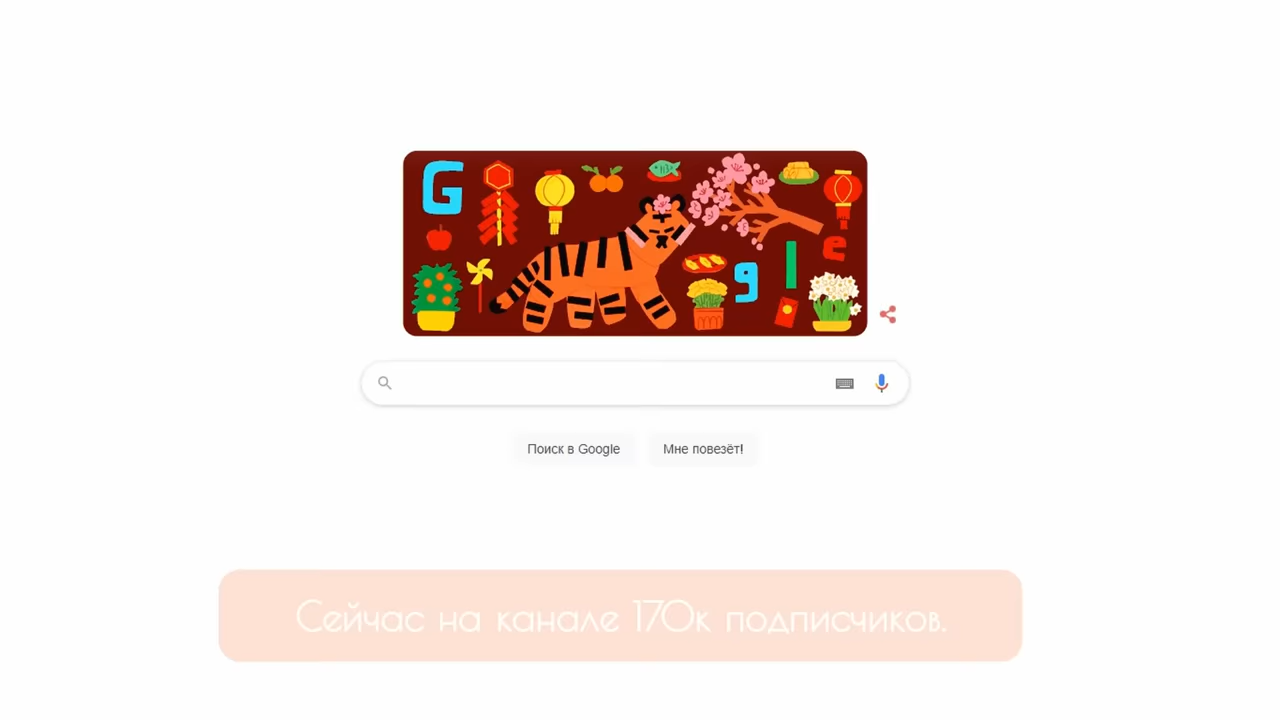 G g l e
Поиск в Google
Мне повезёт!
Сейчас на канале 170к подписчиков.